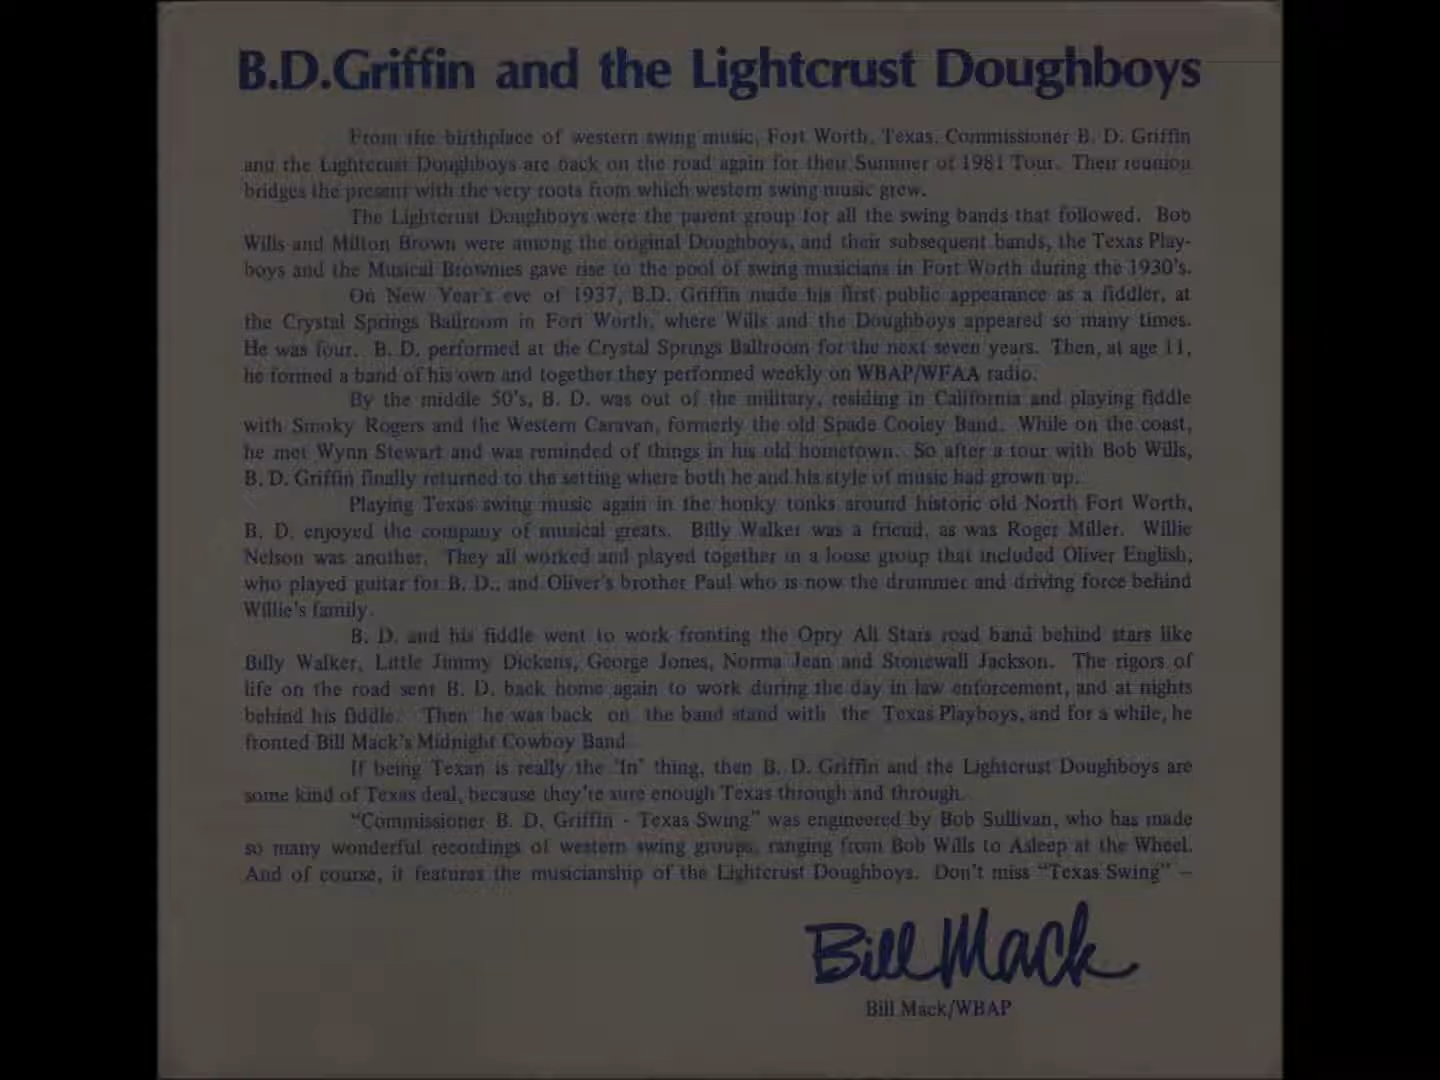 B.D.Griffin and the Lightcrust Doughboys
From the birthplace of western swing music, Fort Worth, Texas, Commissioner B. D. Griffin
and the Lightcrust Doughboys are back on the road again for their Summer of 1981 Tour. Their reunion
bridges the present with the very roots from which western swing music grew.
The Lightcrust Doughboys were the parent group for all the swing bands that followed. Bob
Wills and Milton Brown were among the original Doughboys, and their subsequent bands, the Texas Play-
boys and the Musical Brownies gave rise to the pool of swing musicians in Fort Worth during the 1930's.
On New Year's eve of 1937, B.D. Griffin made his first public appearance as a fiddler, at
the Crystal Springs Ballroom in Fort Worth, where Wills and the Doughboys appeared so many times.
He was four. B. D. performed at the Crystal Springs Ballroom for the next seven years. Then, at age 11,
he formed a band of his own and together they performed weekly on WBAP/WFAA radio.
By the middle 50's, B. D. was out of the military, residing in California and playing fiddle
with Smoky Rogers and the Western Caravan, formerly the old Spade Cooley Band. While on the coast,
he met Wynn Stewart and was reminded of things in his old hometown. So after a tour with Bob Wills,
B. D. Griffin finally returned to the setting where both he and his style of music had grown up.
Playing Texas swing music again in the honky tonks around historic old North Fort Worth,
B. D. enjoyed the company of musical greats. Billy Walker was a friend, as was Roger Miller. Willie
Nelson was another. They all worked and played together in a loose group that included Oliver English,
who played guitar for B. D., and Oliver's brother Paul who is now the drummer and driving force behind
Willie's family.
B. D. and his fiddle went to work fronting the Opry All Stars road band behind stars like
Billy Walker, Little Jimmy Dickens, George Jones, Norma Jean and Stonewall Jackson. The rigors of
life on the road sent B. D. back home again to work during the day in law enforcement, and at nights
behind his fiddle. Then he was back on the band stand with the Texas Playboys, and for a while, he
fronted Bill Mack's Midnight Cowboy Band.
If being Texan is really the 'In' thing, then B. D. Griffin and the Lightcrust Doughboys are
some kind of Texas deal, because they're sure enough Texas through and through.
"Commissioner B. D. Griffin - Texas Swing" was engineered by Bob Sullivan, who has made
so many wonderful recordings of western swing groups, ranging from Bob Wills to Asleep at the Wheel.
And of course, it features the musicianship of the Lightcrust Doughboys. Don't miss "Texas Swing" –
Bill Mack
Bill Mack/WBAP